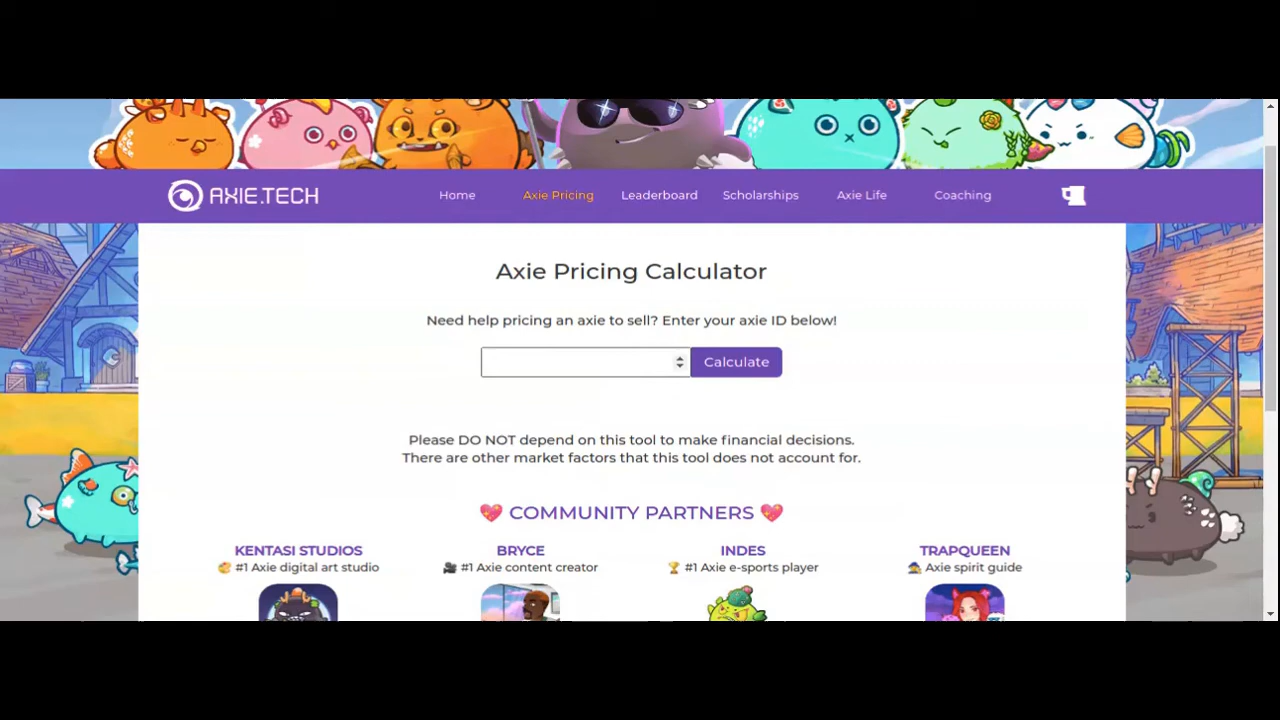 AXIE.TECH
Home Axie Pricing Leaderboard Scholarships Axie Life Coaching
Axie Pricing Calculator
Need help pricing an axie to sell? Enter your axie ID below!
Calculate
Please DO NOT depend on this tool to make financial decisions.
There are other market factors that this tool does not account for.
💖 COMMUNITY PARTNERS 💖
KENTASI STUDIOS BRYCE INDES TRAPQUEEN
#1 Axie digital art studio 🎥 #1 Axie content creator 🏆 #1 Axie e-sports player Axie spirit guide